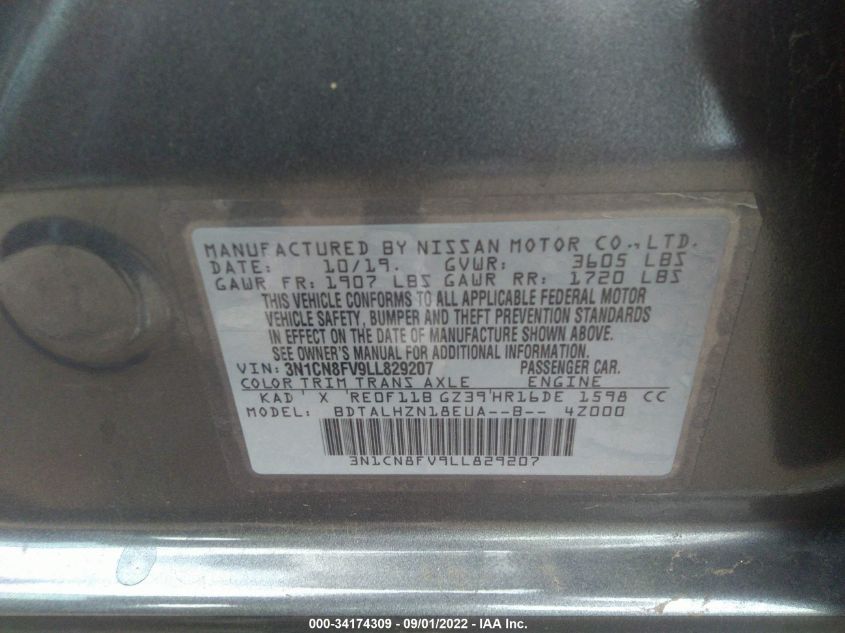 MANUFACTURED BY NISSAN MOTOR CO., LTD.
DATE: 10/19. GVWR: 3605 LBS
GAWR FR: 1907 LBS GAWR RR: 1720 LBS
THIS VEHICLE CONFORMS TO ALL APPLICABLE FEDERAL MOTOR
VEHICLE SAFETY, BUMPER AND THEFT PREVENTION STANDARDS
IN EFFECT ON THE DATE OF MANUFACTURE SHOWN ABOVE.
SEE OWNER'S MANUAL FOR ADDITIONAL INFORMATION.
VIN: 3N1CN8FV9LL829207 PASSENGER CAR.
COLOR TRIM TRANS AXLE ENGINE
KAD' X 'RE0F11B GZ39'HR16DE 1598 CC
MODEL: BDTALHZN18EUA--B-- 4Z000
3N1CN8FV9LL829207
000-34174309 - 09/01/2022 - IAA Inc.